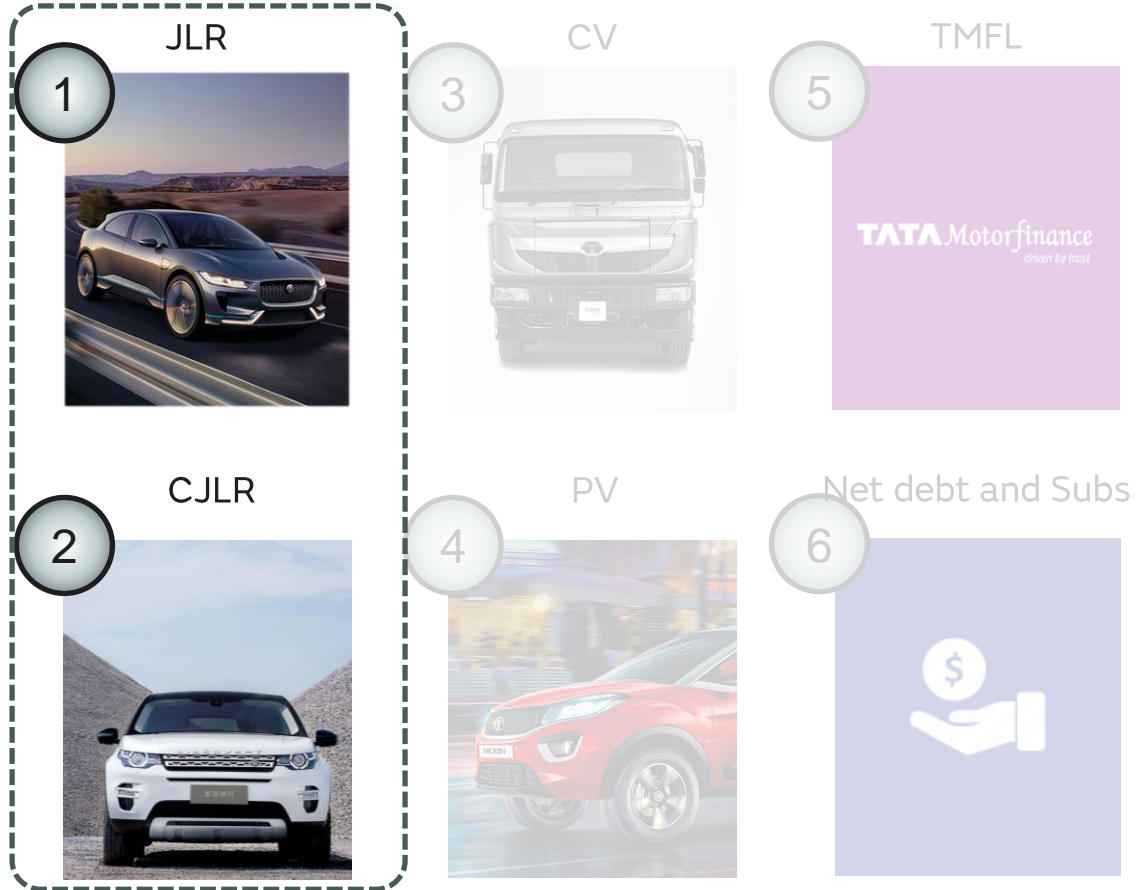 JLR
CV
TMFL
1
3
5
TATA Motorfinance
driven by trust
CJLR
PV
Net debt and Subs
2
4
6
$
DISCOVERY
NEXON